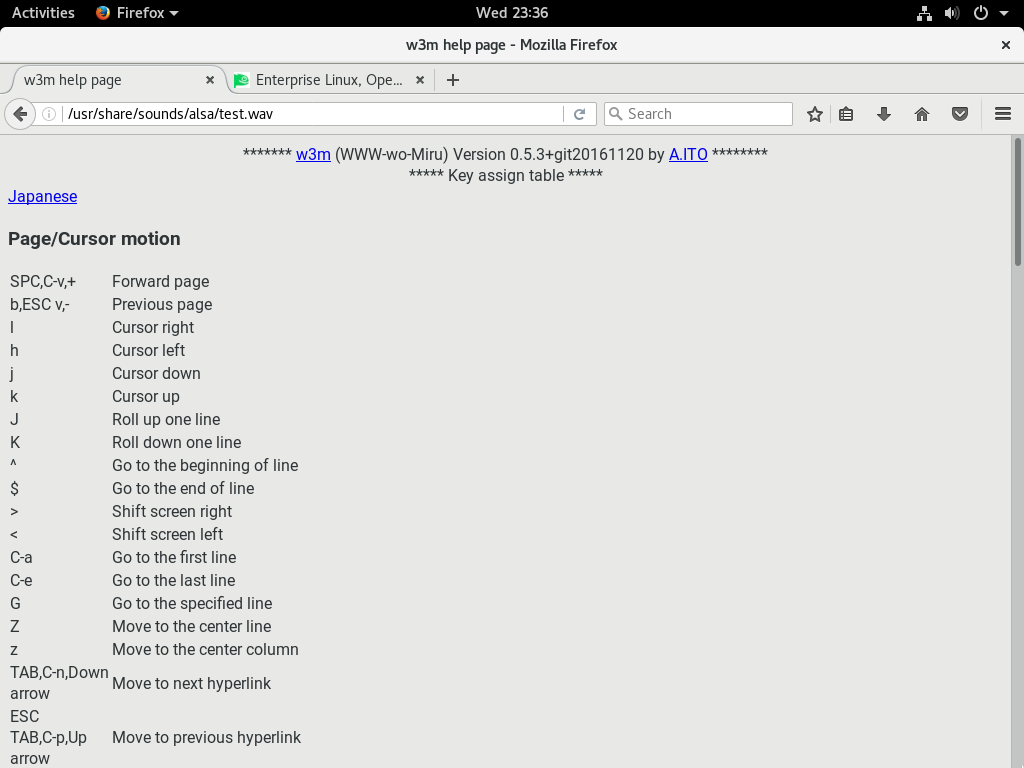 Activities Firefox Wed 23:36
w3m help page - Mozilla Firefox
w3m help page Enterprise Linux, Ope...
/usr/share/sounds/alsa/test.wav Search
******* w3m (WWW-wo-Miru) Version 0.5.3+git20161120 by A.ITO ********
***** Key assign table *****
Japanese
Page/Cursor motion
SPC,C-v,+ Forward page
b,ESC v,- Previous page
l Cursor right
h Cursor left
j Cursor down
k Cursor up
J Roll up one line
K Roll down one line
^ Go to the beginning of line
$ Go to the end of line
> Shift screen right
< Shift screen left
C-a Go to the first line
C-e Go to the last line
G Go to the specified line
Z Move to the center line
z Move to the center column
TAB,C-n,Down
arrow Move to next hyperlink
ESC
TAB,C-p,Up Move to previous hyperlink
arrow